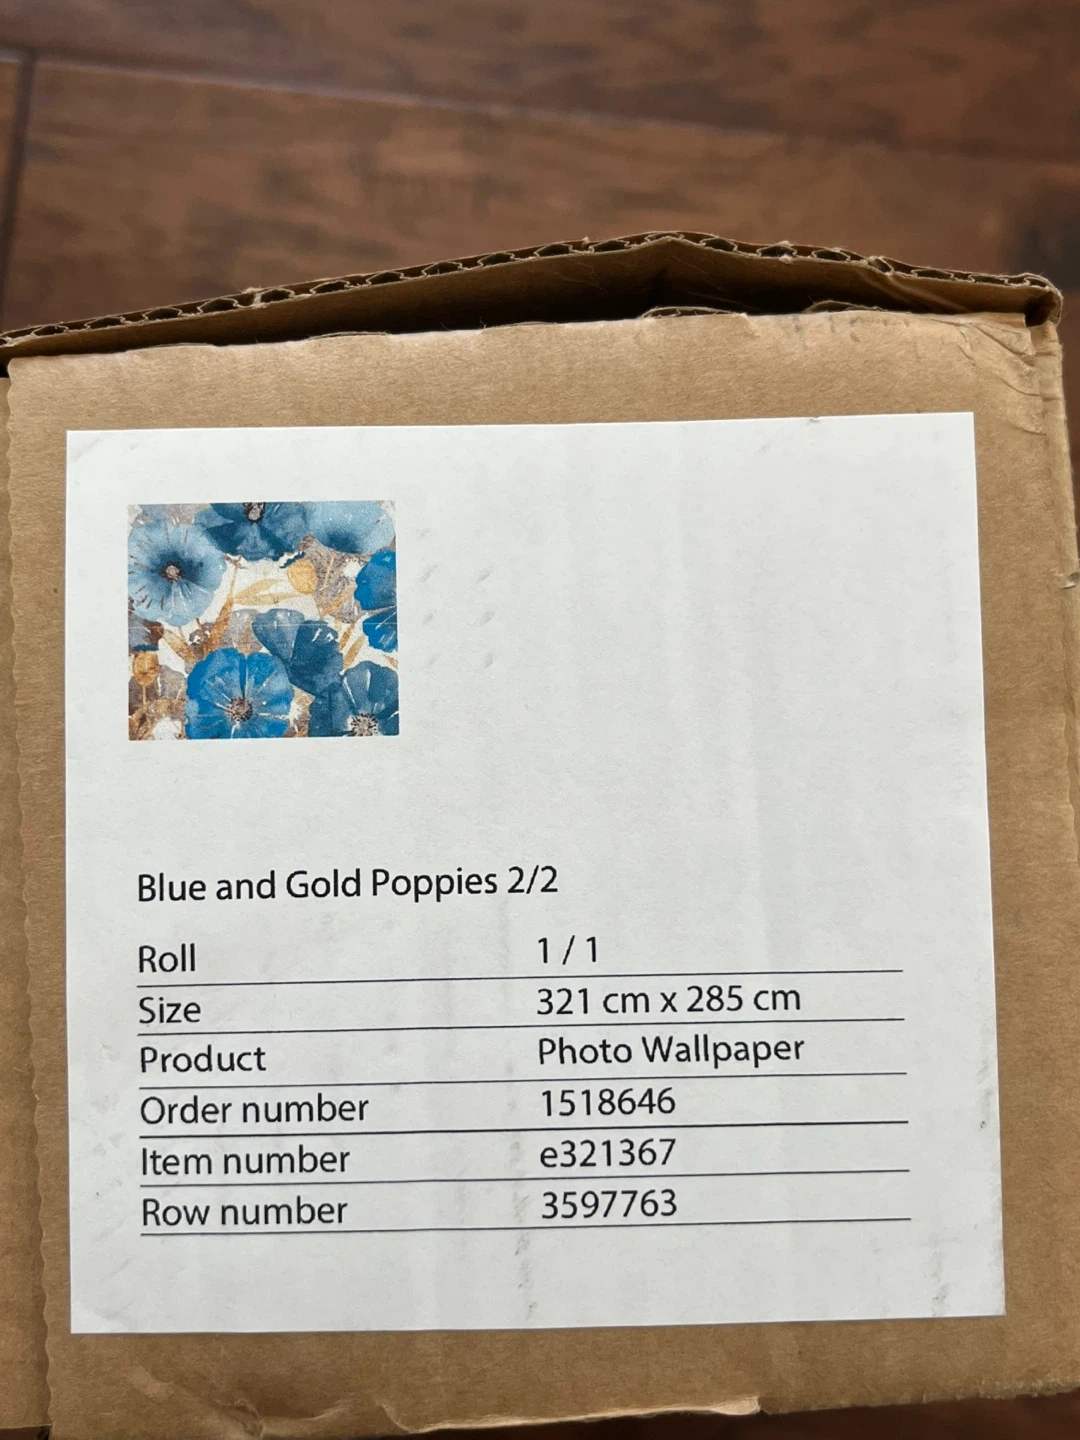 Blue and Gold Poppies 2/2
Roll 1 / 1
Size 321 cm x 285 cm
Product Photo Wallpaper
Order number 1518646
Item number e321367
Row number 3597763